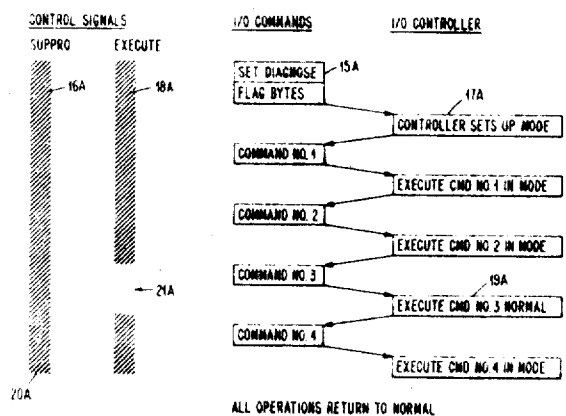 CONTROL SIGNALS
I/O COMMANDS
I/O CONTROLLER
SUPPRO
EXECUTE
SET DIAGNOSE
FLAG BYTES
15A
16A
18A
17A
CONTROLLER SETS UP MODE
COMMAND NO. 1
EXECUTE CMD NO. 1 IN MODE
COMMAND NO. 2
EXECUTE CMD NO 2 IN MODE
COMMAND NO. 3
21A
19A
EXECUTE CMD NO. 3 NORMAL
COMMAND NO. 4
EXECUTE CMD NO. 4 IN MODE
20A
ALL OPERATIONS RETURN TO NORMAL